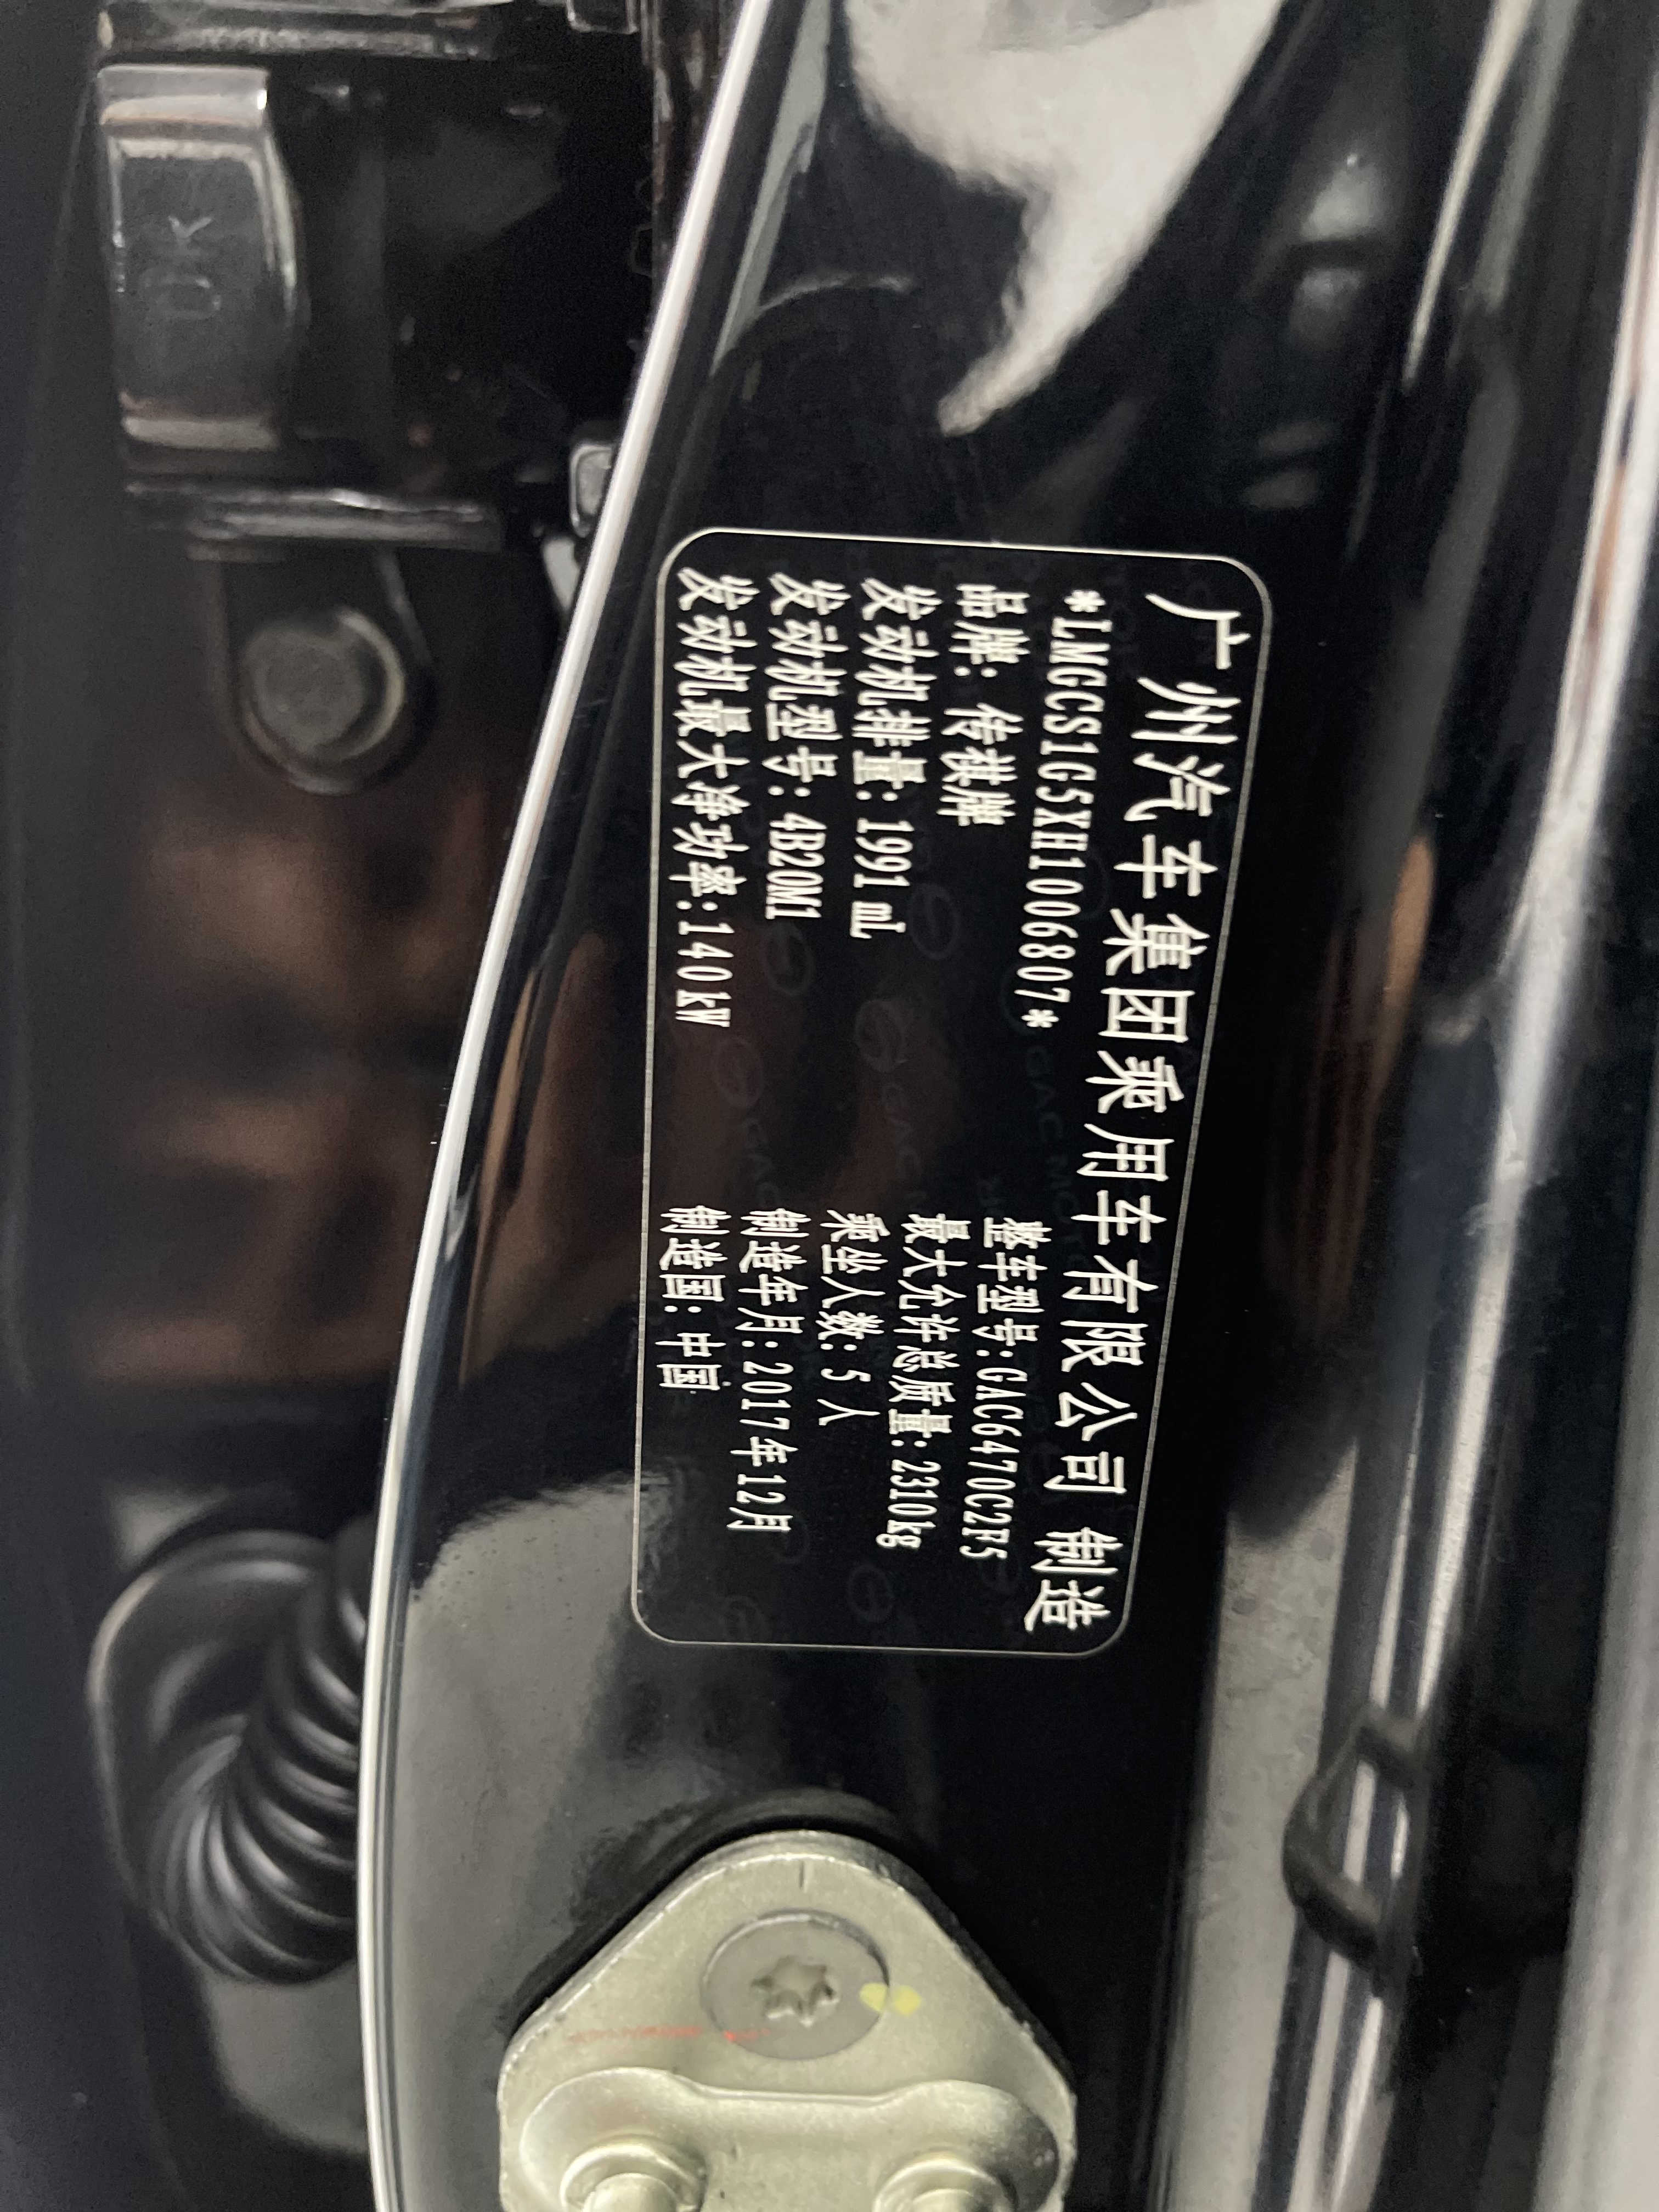 广州汽车集团乘用车有限公司 制造
*LMGCS1G5XH1006807*
品牌: 传祺牌
发动机排量: 1991 mL
发动机型号: 4B20M1
发动机最大净功率: 140kW
整车型号: GAC6470C2F5
最大允许总质量: 2310kg
乘坐人数: 5人
制造年月: 2017年12月
制造国: 中国
GAC MOTOR
OK